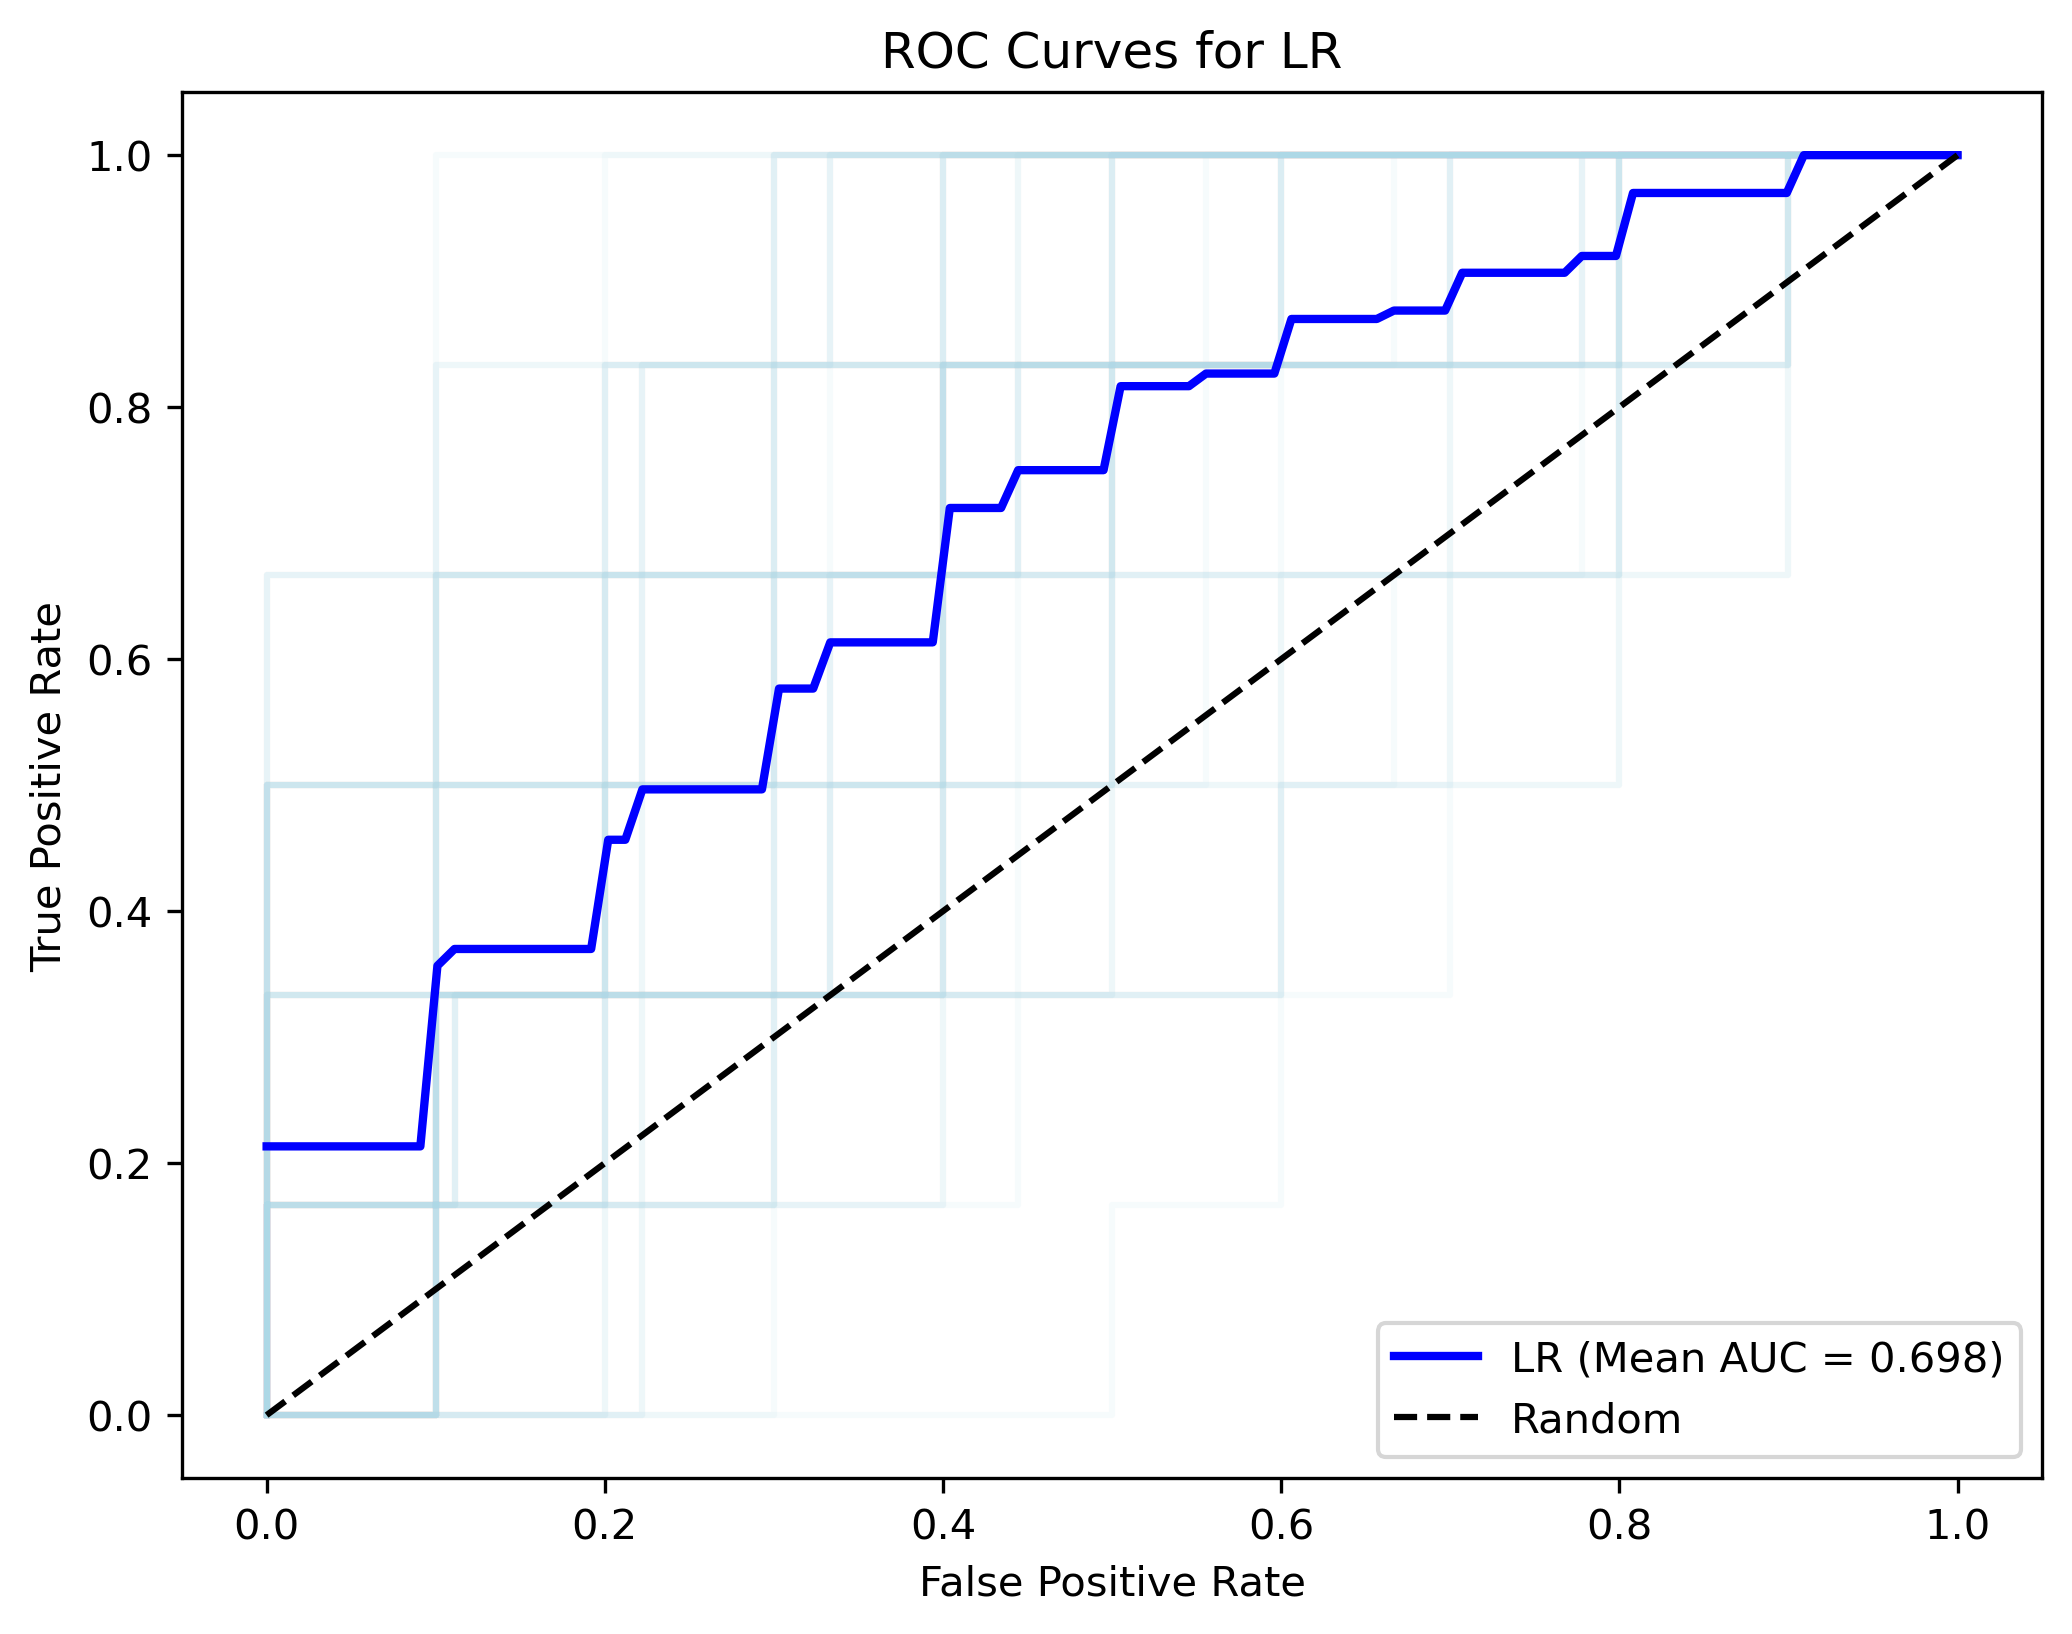 ROC Curves for LR
1.0
0.8
0.6
0.4
0.2
0.0
True Positive Rate
0.0 0.2 0.4 0.6 0.8 1.0
False Positive Rate
LR (Mean AUC = 0.698)
Random